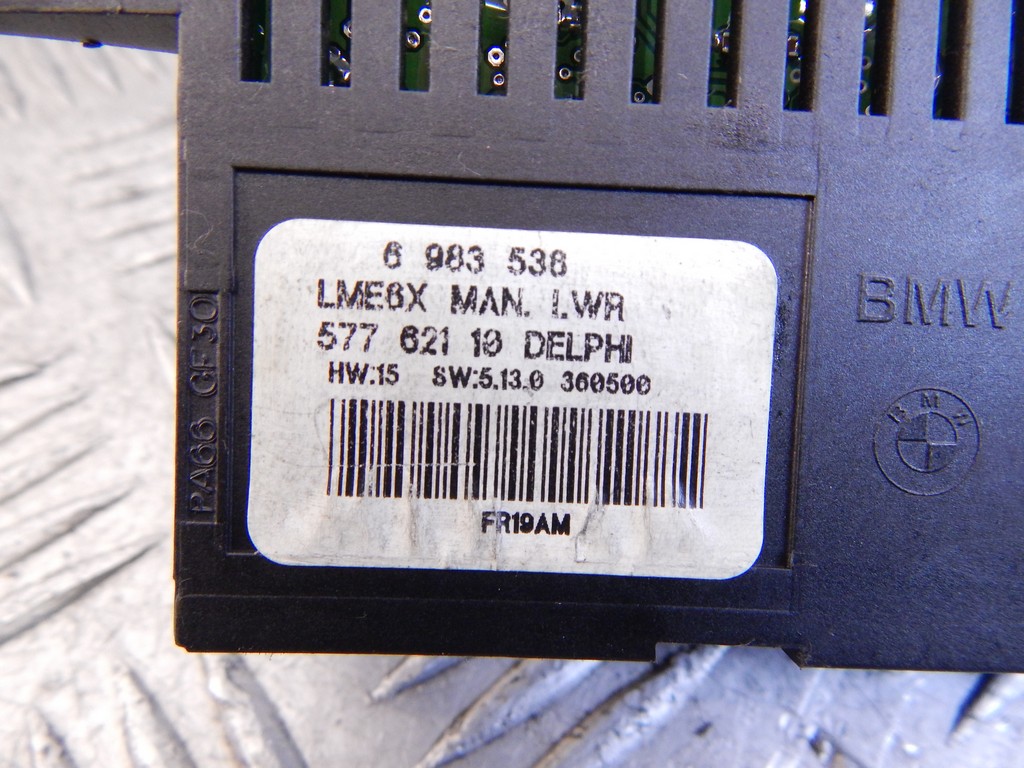 6 983 538
LME6X MAN. LWR
577 621 10 DELPHI
HW:15 SW:5.13.0 360500
FR19AM
PA66 GF30
BMW
BMW